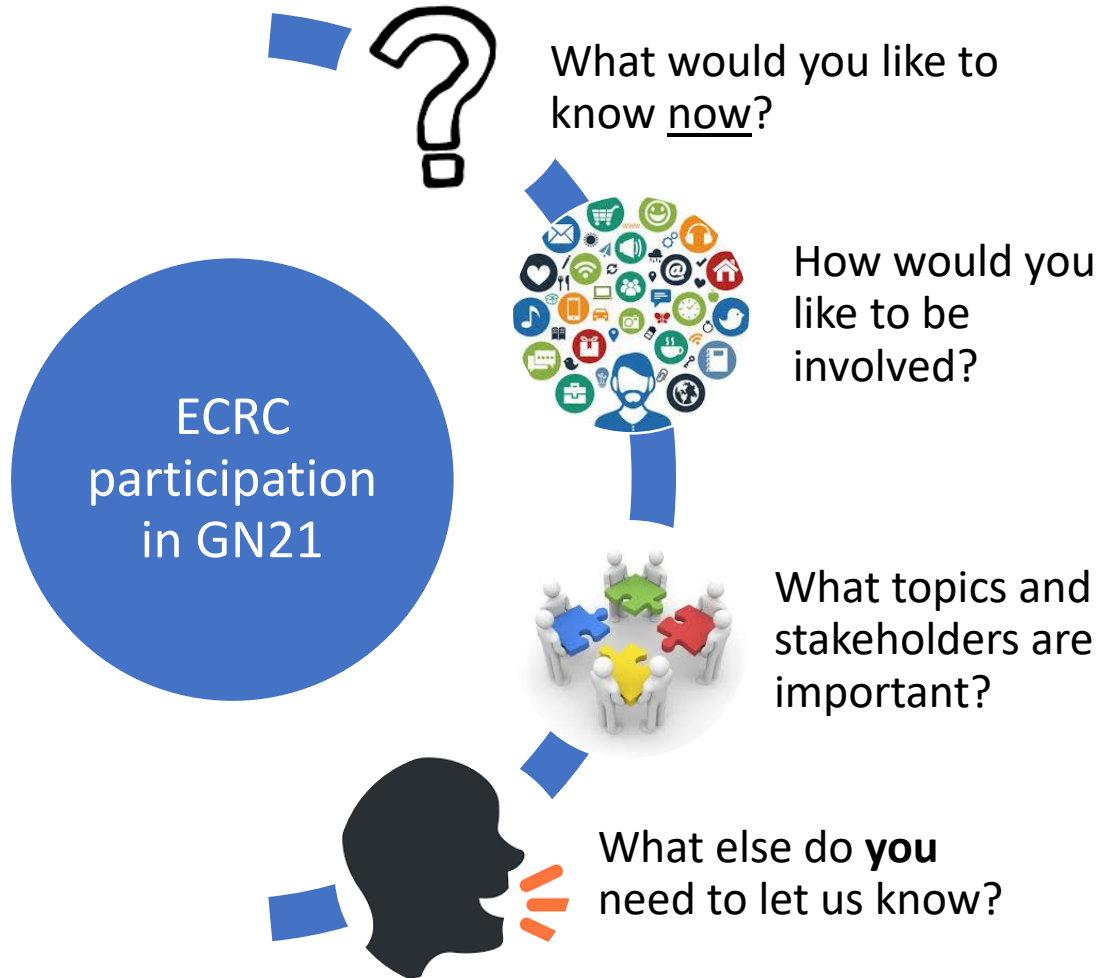 What would you like to
know now?
How would you
like to be
involved?
ECRC
participation
in GN21
What topics and
stakeholders are
important?
What else do you
need to let us know?